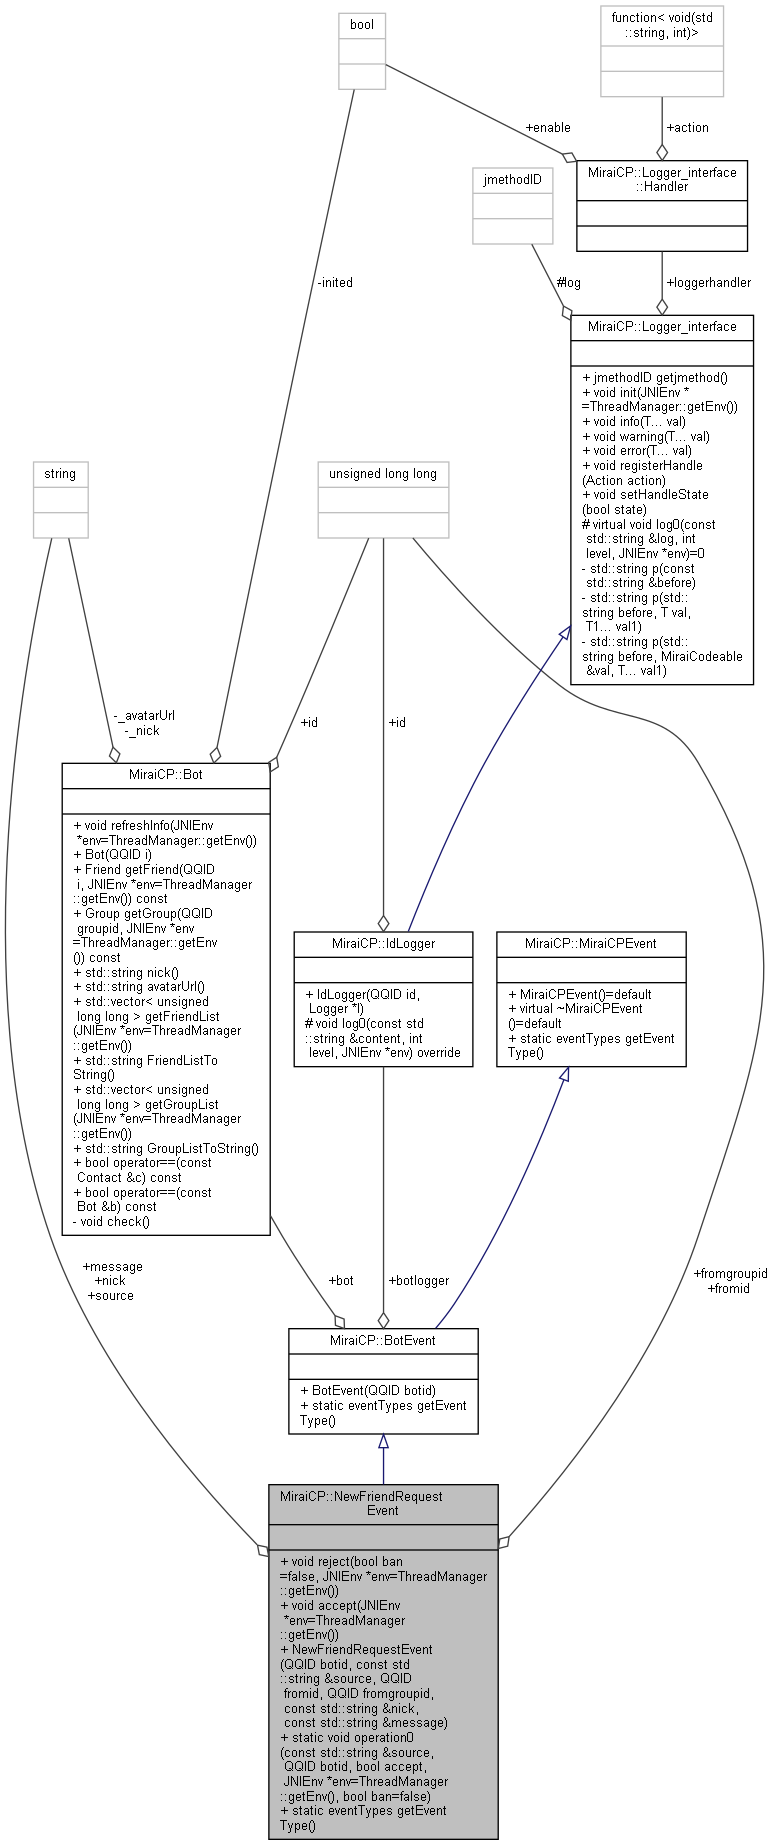 bool
function< void(std
::string, int)>
+enable
+action
MiraiCP::Logger_interface
::Handler
jmethodID
-inited
#log
+loggerhandler
MiraiCP::Logger_interface
+ jmethodID getjmethod()
+ void init(JNIEnv *
=ThreadManager::getEnv())
+ void info(T... val)
+ void warning(T... val)
+ void error(T... val)
+ void registerHandle
(Action action)
+ void setHandleState
(bool state)
# virtual void log0(const
std::string &log, int
level, JNIEnv *env)=0
- std::string p(const
std::string &before)
- std::string p(std::
string before, T val,
T1... val1)
- std::string p(std::
string before, MiraiCodeable
&val, T... val1)
string
unsigned long long
-_avatarUrl
-_nick
+id
+id
MiraiCP::Bot
+ void refreshInfo(JNIEnv
*env=ThreadManager::getEnv())
+ Bot(QQID i)
+ Friend getFriend(QQID
i, JNIEnv *env=ThreadManager
::getEnv()) const
+ Group getGroup(QQID
groupid, JNIEnv *env
=ThreadManager::getEnv
()) const
+ std::string nick()
+ std::string avatarUrl()
+ std::vector< unsigned
long long > getFriendList
(JNIEnv *env=ThreadManager
::getEnv())
+ std::string FriendListTo
String()
+ std::vector< unsigned
long long > getGroupList
(JNIEnv *env=ThreadManager
::getEnv())
+ std::string GroupListToString()
+ bool operator==(const
Contact &c) const
+ bool operator==(const
Bot &b) const
- void check()
MiraiCP::IdLogger
+ IdLogger(QQID id,
Logger *l)
# void log0(const std
::string &content, int
level, JNIEnv *env) override
MiraiCP::MiraiCPEvent
+ MiraiCPEvent()=default
+ virtual ~MiraiCPEvent
()=default
+ static eventTypes getEvent
Type()
+message
+nick
+source
+bot
+botlogger
+fromgroupid
+fromid
MiraiCP::BotEvent
+ BotEvent(QQID botid)
+ static eventTypes getEvent
Type()
MiraiCP::NewFriendRequest
Event
+ void reject(bool ban
=false, JNIEnv *env=ThreadManager
::getEnv())
+ void accept(JNIEnv
*env=ThreadManager
::getEnv())
+ NewFriendRequestEvent
(QQID botid, const std
::string &source, QQID
fromid, QQID fromgroupid,
const std::string &nick,
const std::string &message)
+ static void operation0
(const std::string &source,
QQID botid, bool accept,
JNIEnv *env=ThreadManager
::getEnv(), bool ban=false)
+ static eventTypes getEvent
Type()